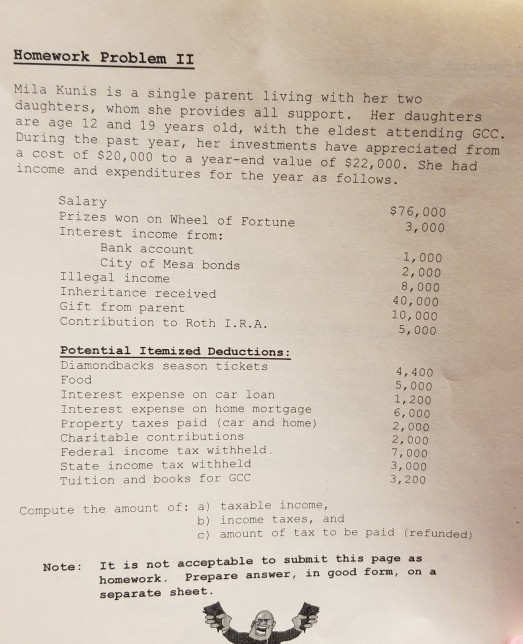 Homework Problem II
Mila Kunis is a single parent living with her two
daughters, whom she provides all support. Her daughters
are age 12 and 19 years old, with the eldest attending GCC.
During the past year, her investments have appreciated from
a cost of $20,000 to a year-end value of $22,000. She had
income and expenditures for the year as follows.
Salary $76,000
Prizes won on Wheel of Fortune 3,000
Interest income from:
Bank account 1,000
City of Mesa bonds 2,000
Illegal income 8,000
Inheritance received 40,000
Gift from parent 10,000
Contribution to Roth I.R.A. 5,000
Potential Itemized Deductions:
Diamondbacks season tickets 4,400
Food 5,000
Interest expense on car loan 1,200
Interest expense on home mortgage 6,000
Property taxes paid (car and home) 2,000
Charitable contributions 2,000
Federal income tax withheld. 7,000
State income tax withheld 3,000
Tuition and books for GCC 3,200
Compute the amount of: a) taxable income,
b) income taxes, and
c) amount of tax to be paid (refunded)
Note: It is not acceptable to submit this page as
homework. Prepare answer, in good form, on a
separate sheet.